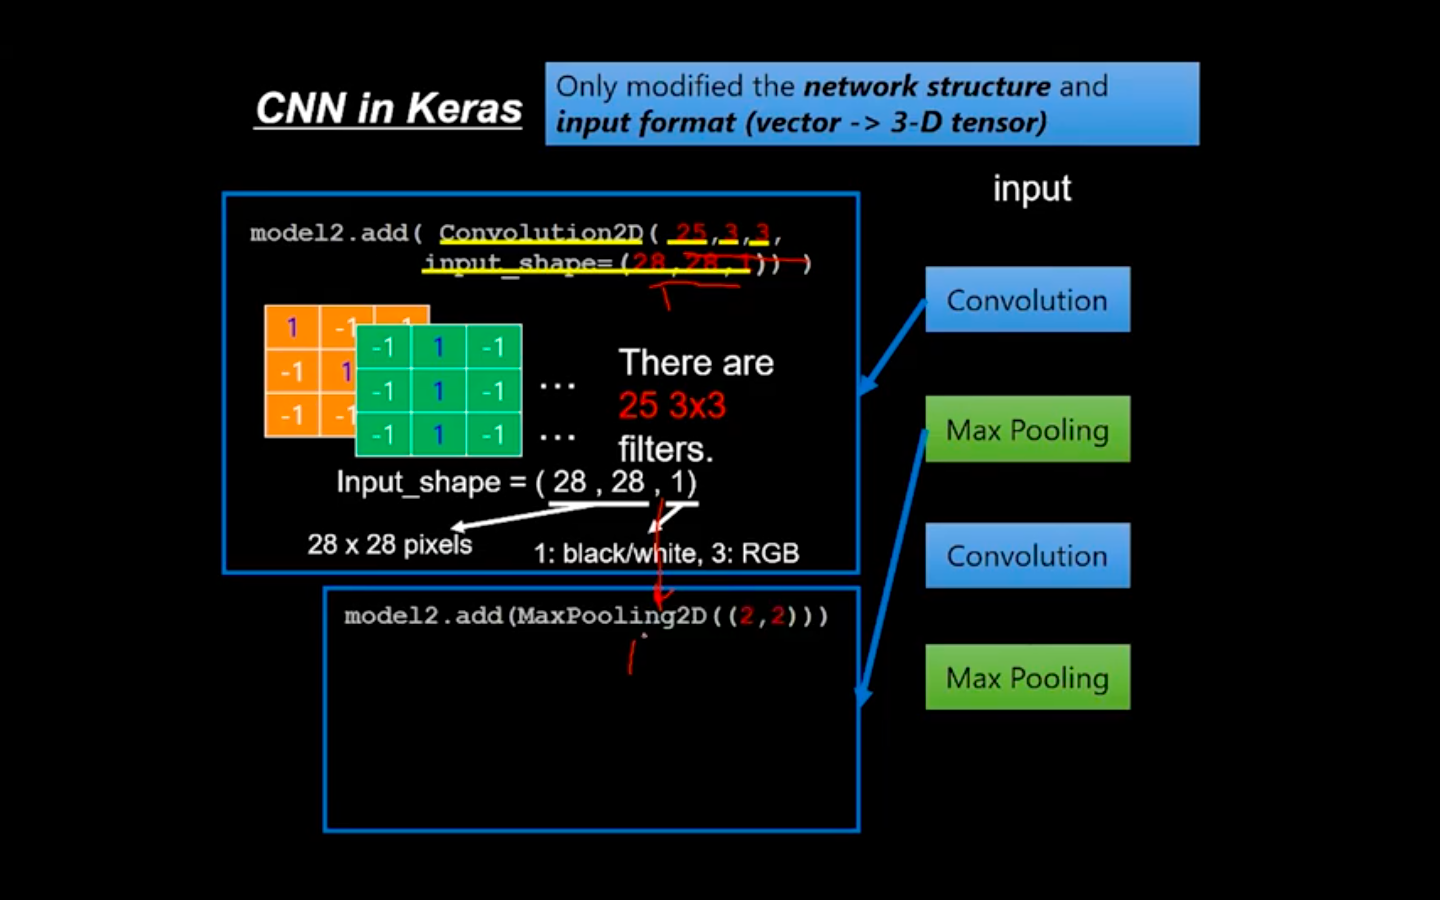 CNN in Keras
Only modified the network structure and
input format (vector -> 3-D tensor)
input
model2.add( Convolution2D( 25,3,3,
input_shape=(28,28,1)) )
1 -1 -1
-1 1
-1 -1
-1 1 -1
-1 1 -1
-1 1 -1
...
...
There are
25 3x3
filters.
Input_shape = ( 28 , 28 , 1)
28 x 28 pixels
1: black/white, 3: RGB
model2.add(MaxPooling2D((2,2)))
Convolution
Max Pooling
Convolution
Max Pooling